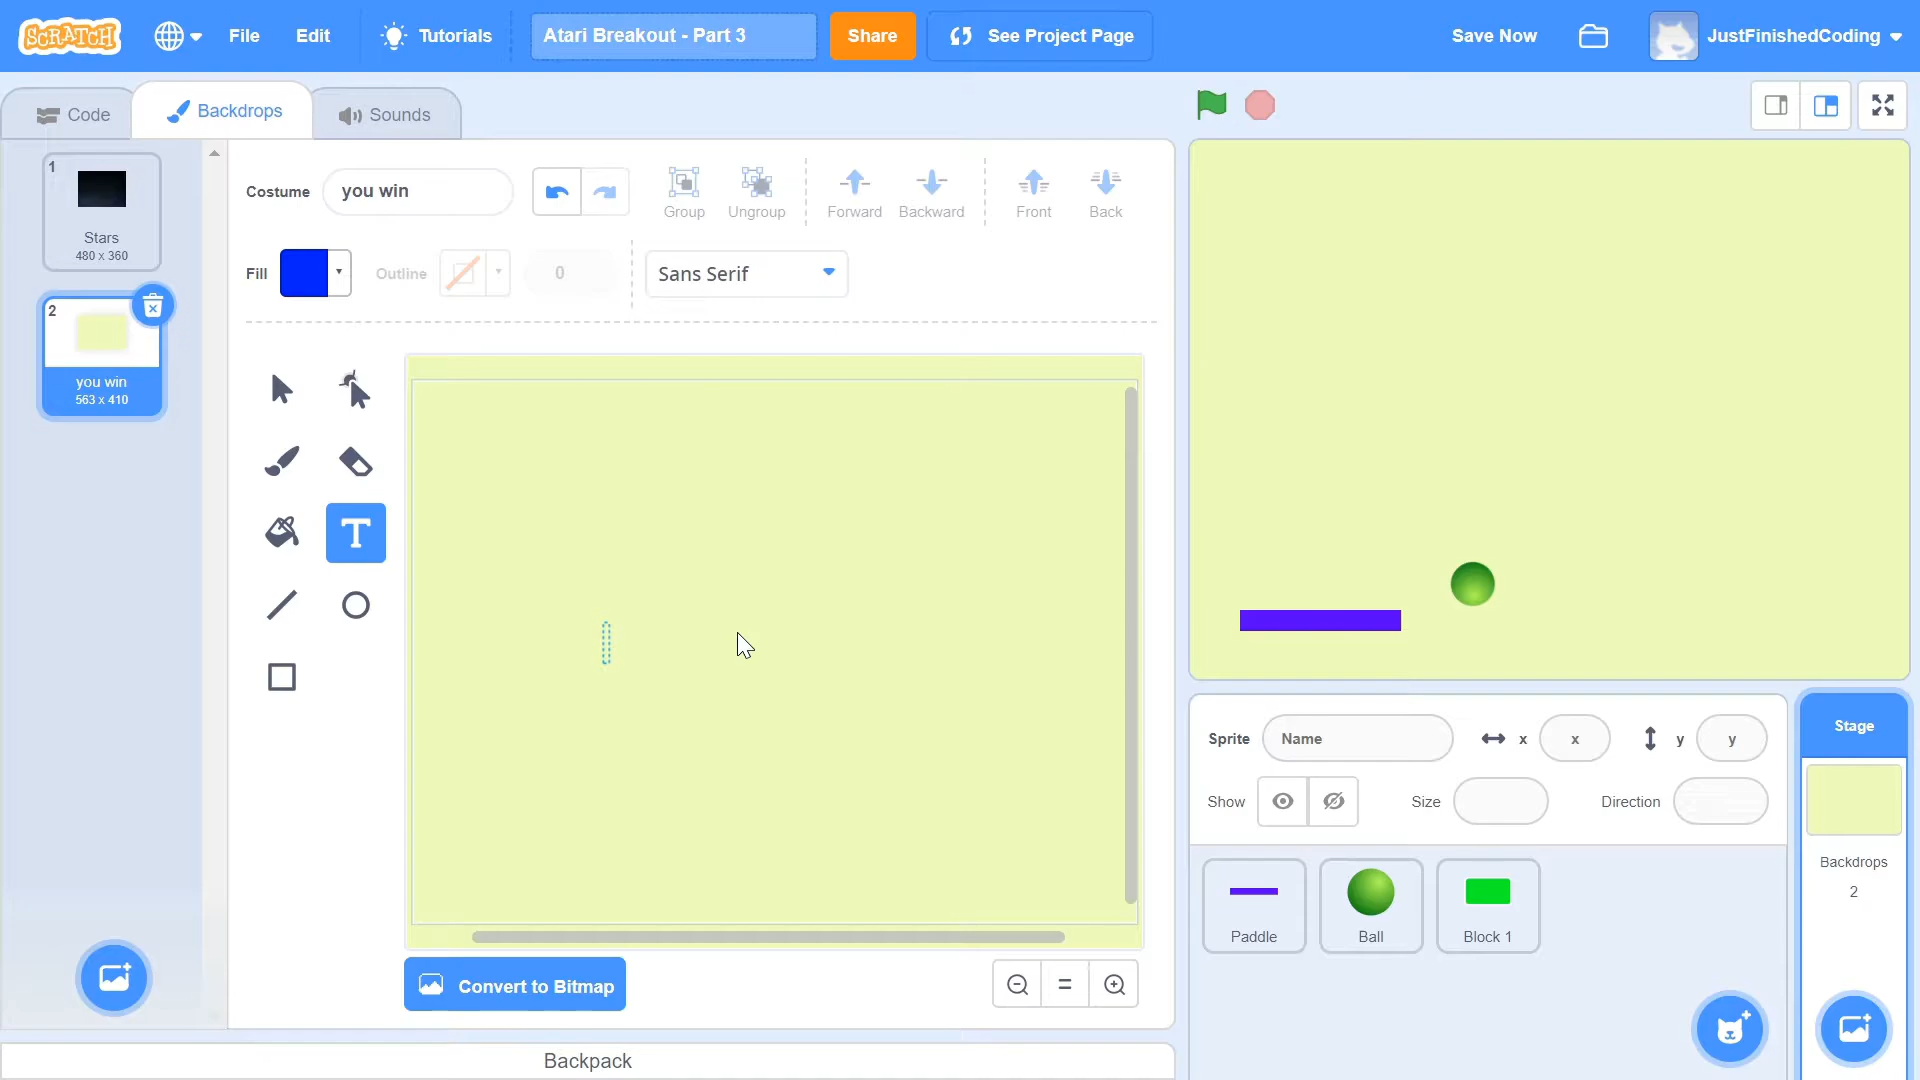 SCRATCH
File
Edit
Tutorials
Atari Breakout - Part 3
Share
See Project Page
Save Now
JustFinishedCoding
Code
Backdrops
Sounds
1
Stars
480 x 360
2
you win
563 x 410
Costume
you win
Group
Ungroup
Forward
Backward
Front
Back
Fill
Outline
0
Sans Serif
T
Convert to Bitmap
Backpack
Sprite
Name
x
x
y
y
Show
Size
Direction
Paddle
Ball
Block 1
Stage
Backdrops
2